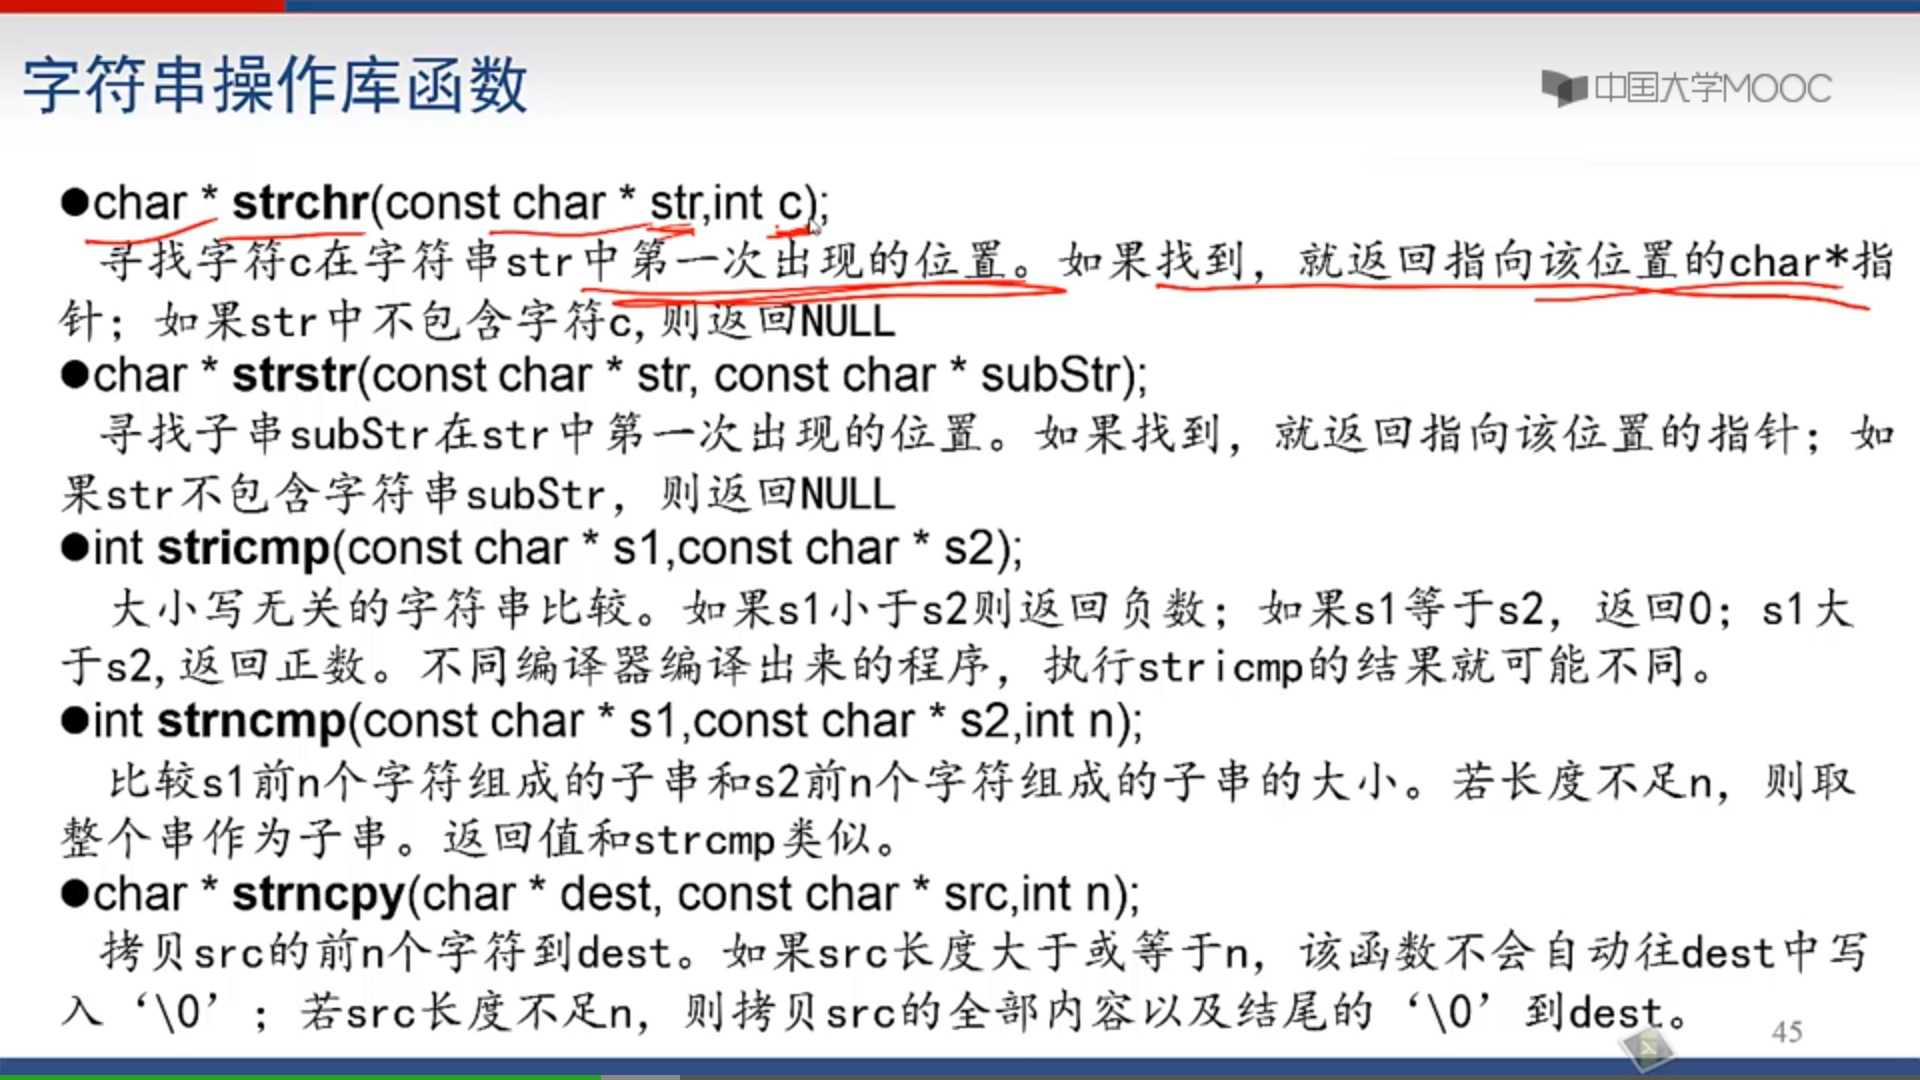 字符串操作库函数
中国大学MOOC
●char * strchr(const char * str,int c);
寻找字符c在字符串str中第一次出现的位置。如果找到，就返回指向该位置的char*指
针；如果str中不包含字符c,则返回NULL
●char * strstr(const char * str, const char * subStr);
寻找子串subStr在str中第一次出现的位置。如果找到，就返回指向该位置的指针；如
果str不包含字符串subStr，则返回NULL
●int stricmp(const char * s1,const char * s2);
大小写无关的字符串比较。如果s1小于s2则返回负数；如果s1等于s2，返回0；s1大
于s2,返回正数。不同编译器编译出来的程序，执行stricmp的结果就可能不同。
●int strncmp(const char * s1,const char * s2,int n);
比较s1前n个字符组成的子串和s2前n个字符组成的子串的大小。若长度不足n，则取
整个串作为子串。返回值和strcmp类似。
●char * strncpy(char * dest, const char * src,int n);
拷贝src的前n个字符到dest。如果src长度大于或等于n，该函数不会自动往dest中写
入‘\0’；若src长度不足n，则拷贝src的全部内容以及结尾的‘\0’到dest。
45